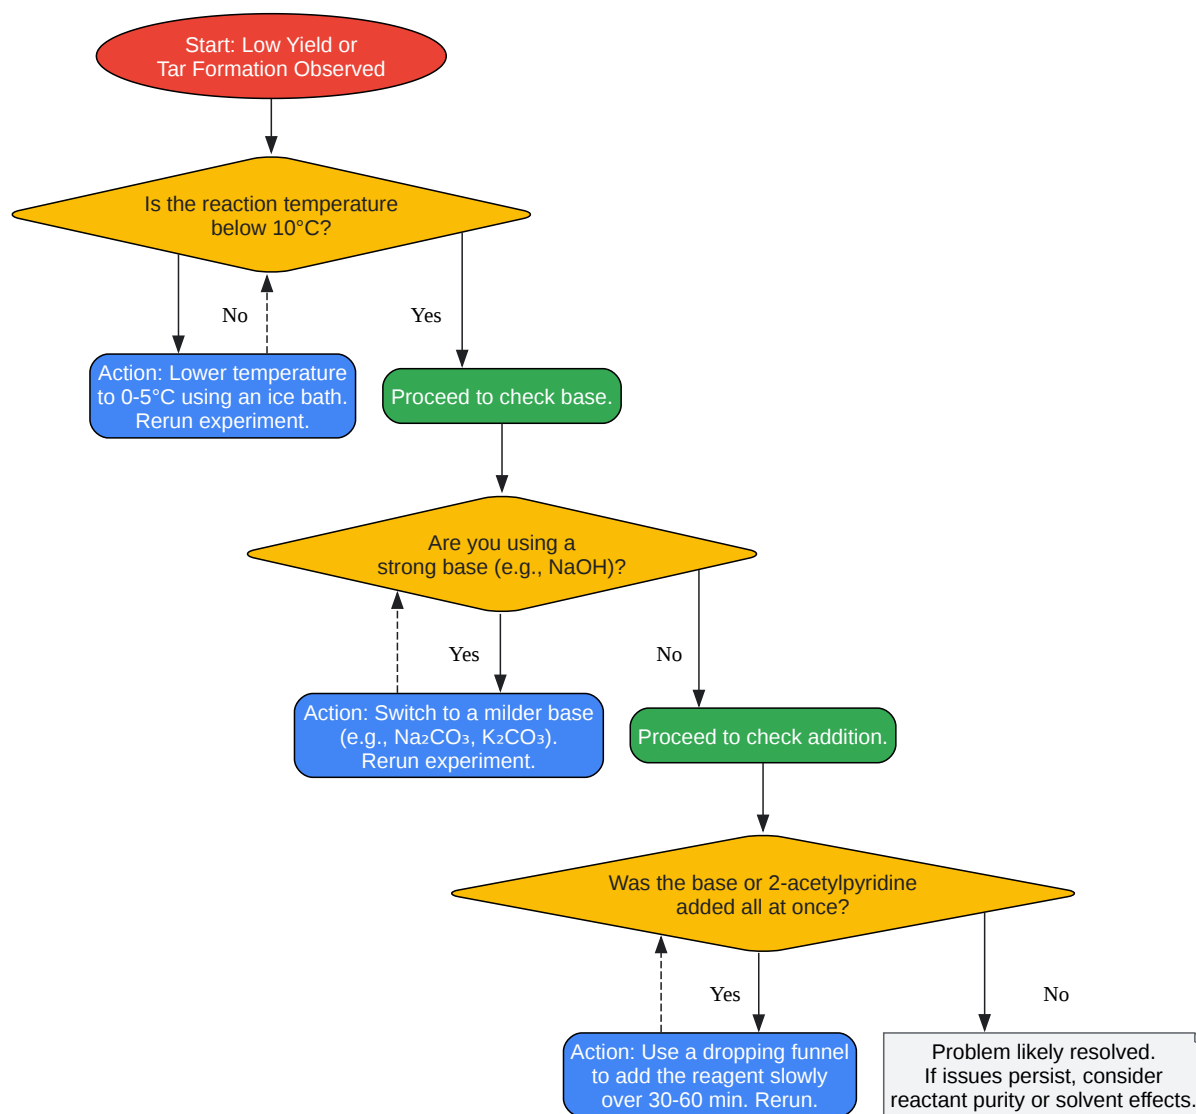 Start: Low Yield or
Tar Formation Observed
Is the reaction temperature
below 10°C?
No
Yes
Action: Lower temperature
to 0-5°C using an ice bath.
Rerun experiment.
Proceed to check base.
Are you using a
strong base (e.g., NaOH)?
Yes
No
Action: Switch to a milder base
(e.g., Na₂CO₃, K₂CO₃).
Rerun experiment.
Proceed to check addition.
Was the base or 2-acetylpyridine
added all at once?
Yes
No
Action: Use a dropping funnel
to add the reagent slowly
over 30-60 min. Rerun.
Problem likely resolved.
If issues persist, consider
reactant purity or solvent effects.